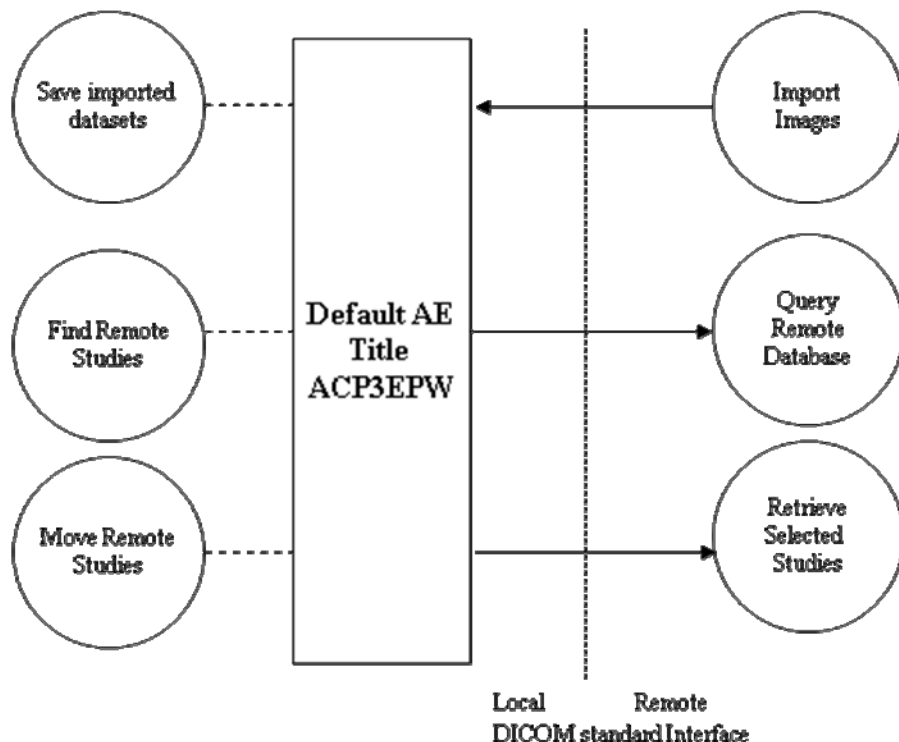 Save imported
datasets
Import
Images
Find Remote
Studies
Default AE
Title
ACP3EPW
Query
Remote
Database
Move Remote
Studies
Retrieve
Selected
Studies
Local Remote
DICOM standard Interface